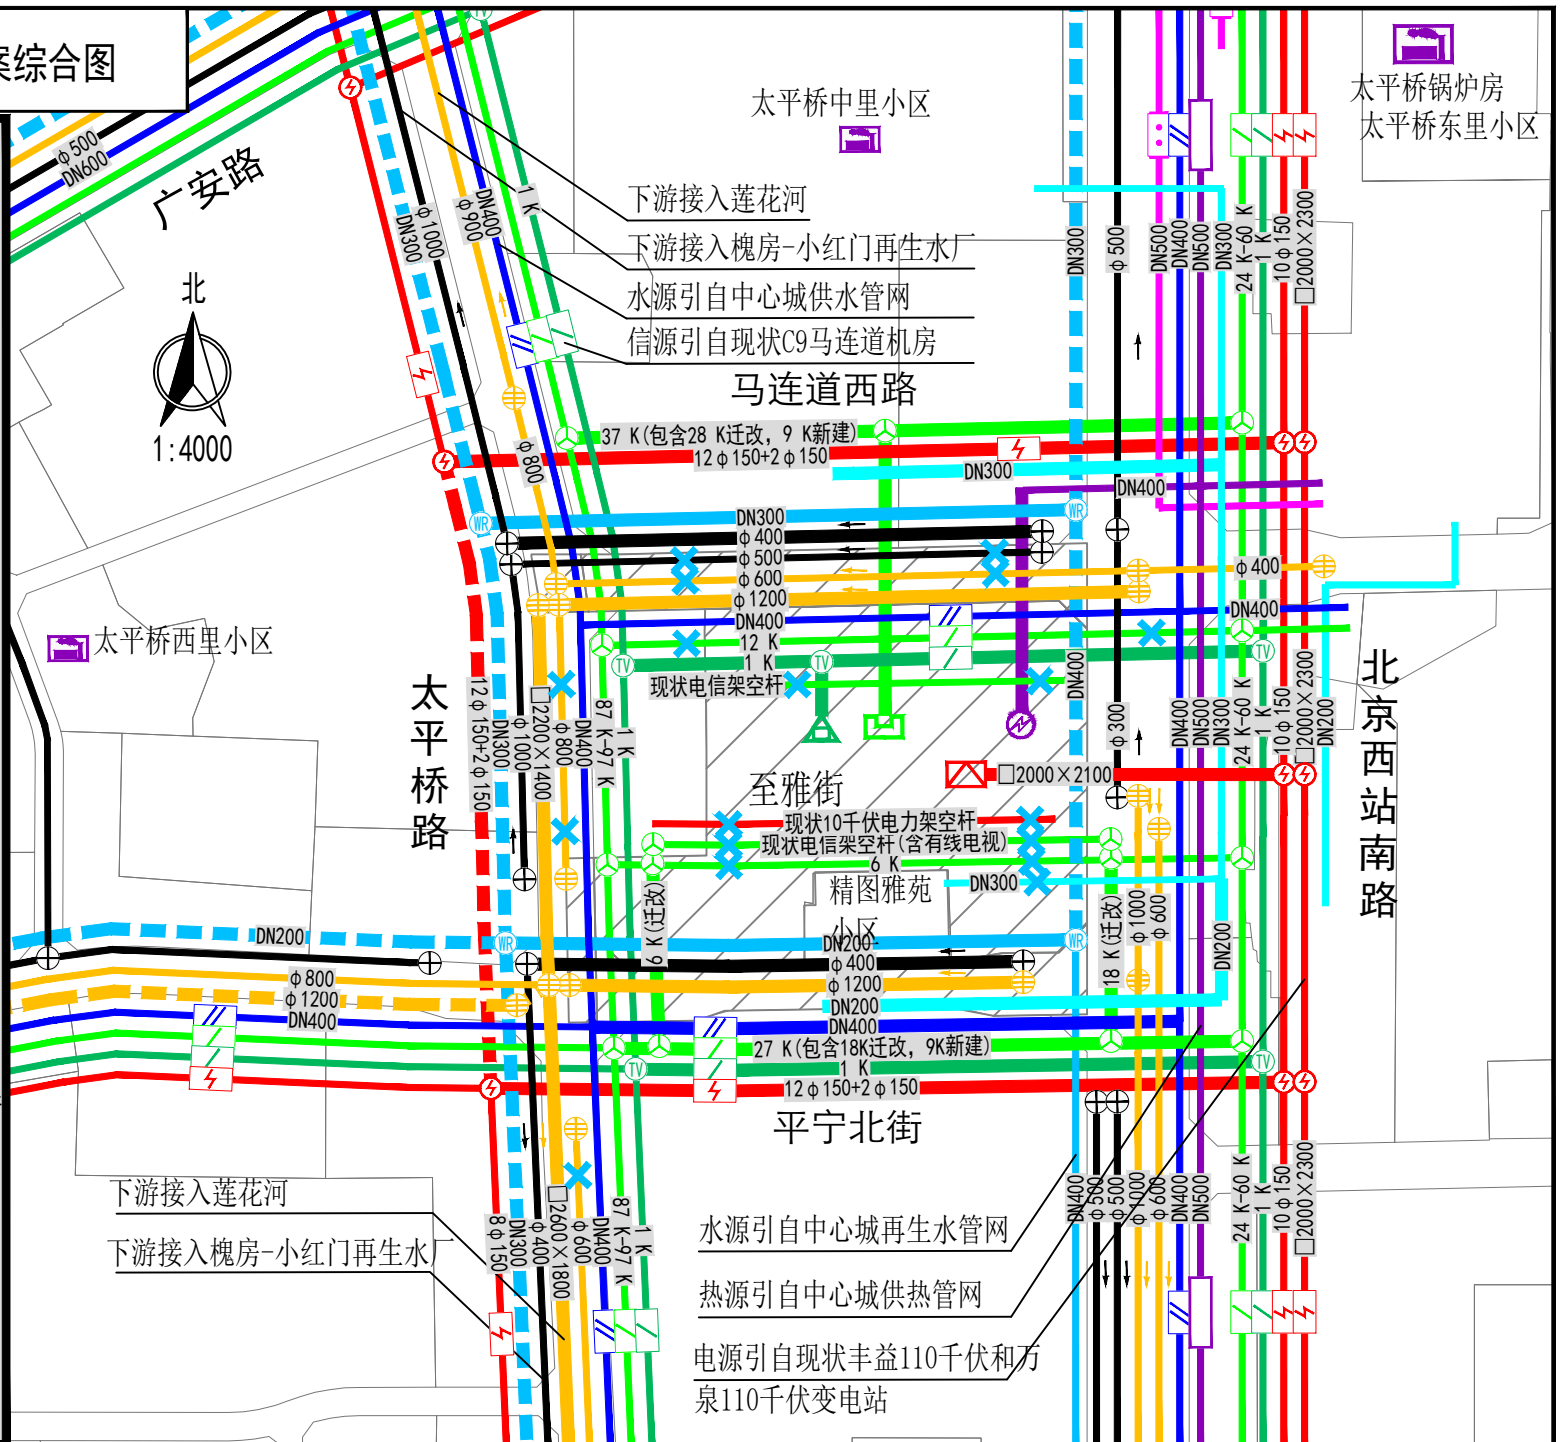 案综合图
φ500
DN600
广安路
北
1:4000
DN300
φ1000
φ900
DN400
1 K
太平桥中里小区
下游接入莲花河
下游接入槐房-小红门再生水厂
水源引自中心城供水管网
信源引自现状C9马连道机房
马连道西路
太平桥锅炉房
太平桥东里小区
DN300
φ500
DN500
DN400
DN500
DN300
24 K-60 K
1 K
10φ150
□2000×2300
φ800
37 K(包含28 K迁改, 9 K新建)
12φ150+2φ150
DN300
DN400
WR
DN300
WR
φ400
φ500
φ600
φ400
φ1200
DN400
DN400
12 K
1 K
TV
TV
TV
TV
现状电信架空杆
太平桥西里小区
太平桥路
12φ150+2φ150
DN300
φ1000
□2200×1400
φ800
DN400
87 K-97 K
1 K
DN400
φ300
DN400
DN500
DN300
24 K-60 K
1 K
10φ150
□2000×2300
DN200
北京西站南路
□2000×2100
至雅街
现状10千伏电力架空杆
现状电信架空杆(含有线电视)
6 K
DN300
精图雅苑
小区
6 K(迁改)
18 K(迁改)
φ1000
φ600
DN200
DN200
WR
DN200
WR
φ400
φ800
φ1200
φ1200
DN200
DN400
DN400
27 K(包含18K迁改, 9K新建)
1 K
TV
TV
12φ150+2φ150
平宁北街
下游接入莲花河
下游接入槐房-小红门再生水厂
8φ150
DN300
φ400
□2600×1800
φ600
DN400
87 K-97 K
1 K
水源引自中心城再生水管网
热源引自中心城供热管网
电源引自现状丰益110千伏和万
泉110千伏变电站
DN400
φ500
φ500
φ1000
φ600
DN400
DN500
24 K-60 K
1 K
10φ150
□2000×2300